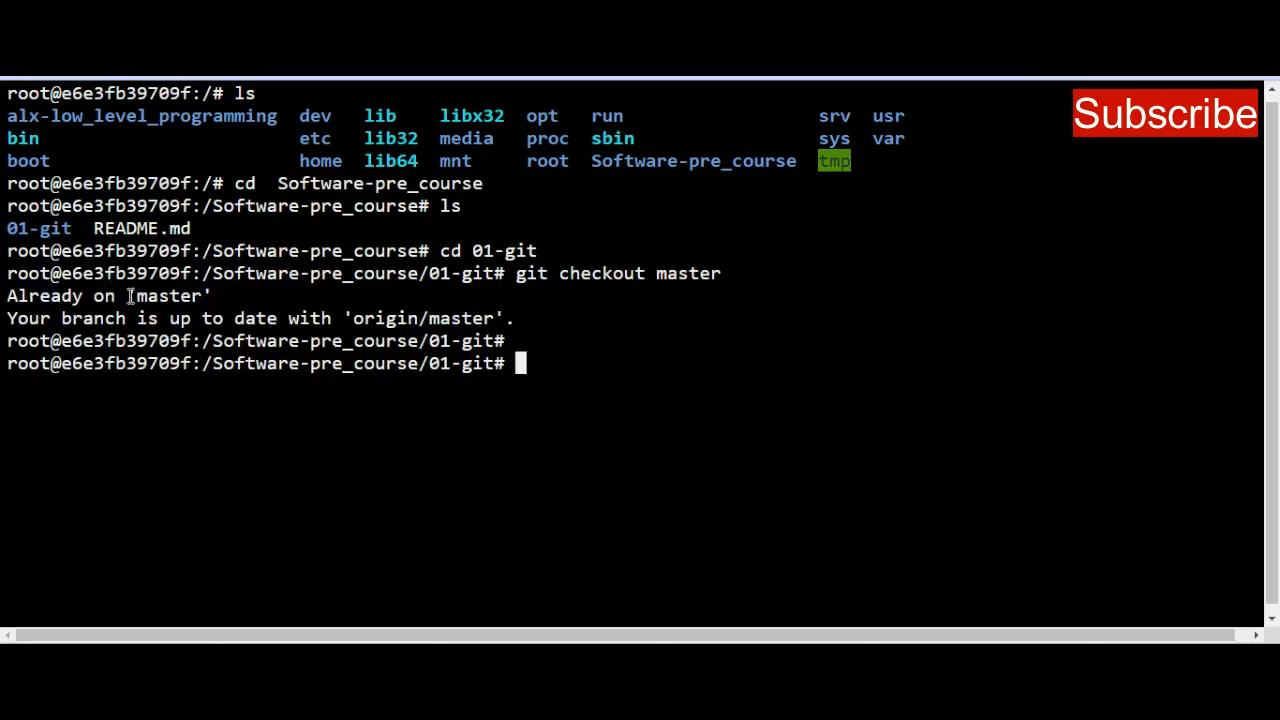 root@e6e3fb39709f:/# ls
Subscribe
alx-low_level_programming dev lib libx32 opt run srv usr
bin etc lib32 media proc sbin sys var
boot home lib64 mnt root Software-pre_course tmp
root@e6e3fb39709f:/# cd  Software-pre_course
root@e6e3fb39709f:/Software-pre_course# ls
01-git  README.md
root@e6e3fb39709f:/Software-pre_course# cd 01-git
root@e6e3fb39709f:/Software-pre_course/01-git# git checkout master
Already on 'master'
Your branch is up to date with 'origin/master'.
root@e6e3fb39709f:/Software-pre_course/01-git#
root@e6e3fb39709f:/Software-pre_course/01-git#